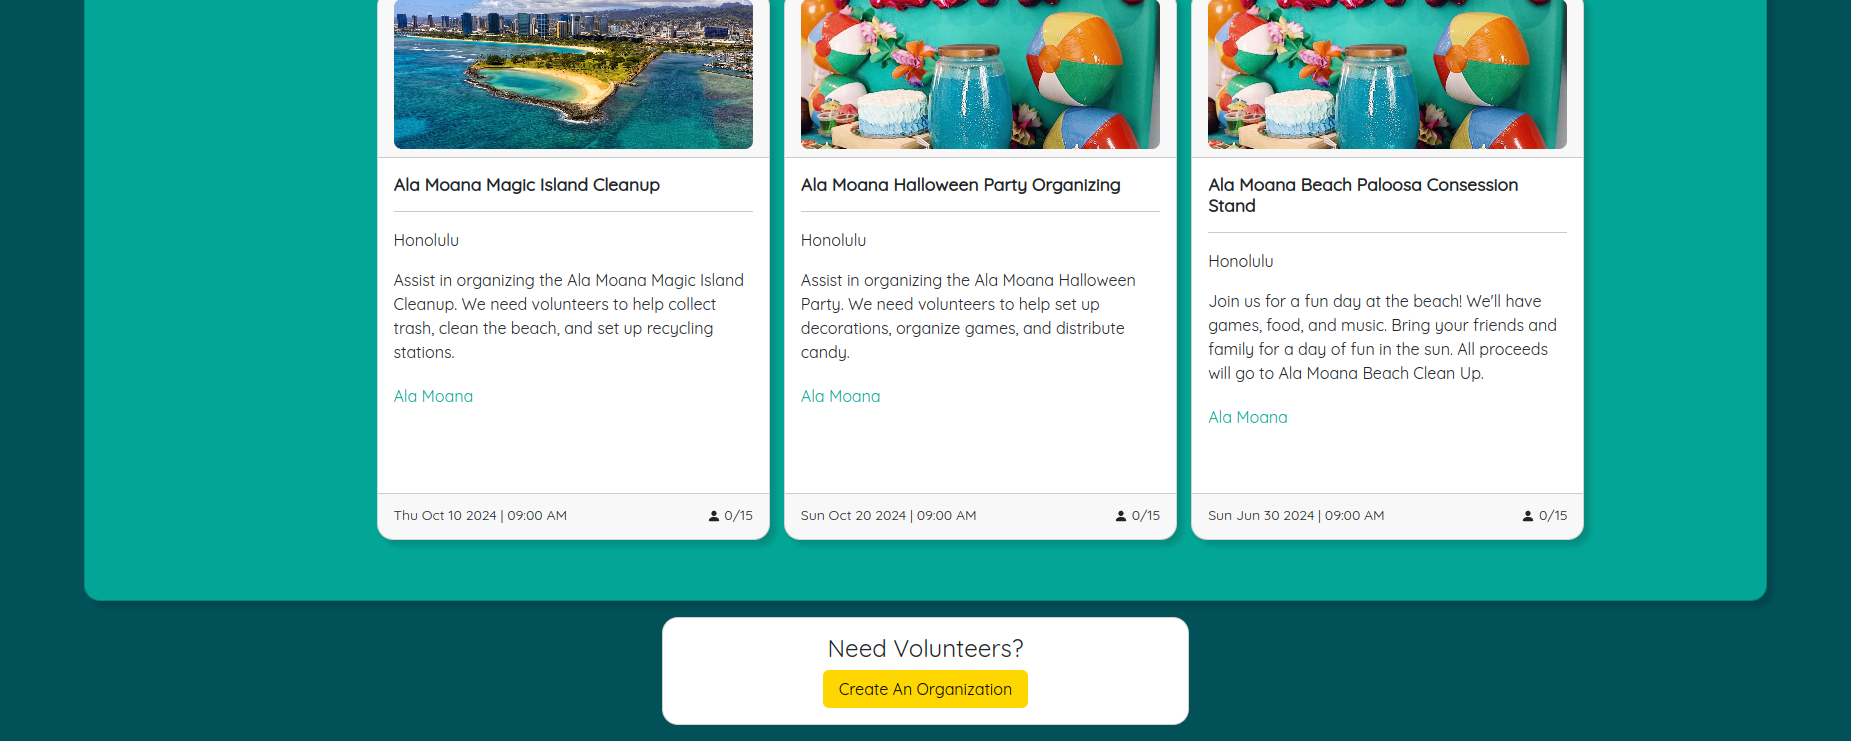 Ala Moana Magic Island Cleanup
Honolulu
Assist in organizing the Ala Moana Magic Island
Cleanup. We need volunteers to help collect
trash, clean the beach, and set up recycling
stations.
Ala Moana
Thu Oct 10 2024 | 09:00 AM
0/15
Ala Moana Halloween Party Organizing
Honolulu
Assist in organizing the Ala Moana Halloween
Party. We need volunteers to help set up
decorations, organize games, and distribute
candy.
Ala Moana
Sun Oct 20 2024 | 09:00 AM
0/15
Ala Moana Beach Paloosa Consession
Stand
Honolulu
Join us for a fun day at the beach! We'll have
games, food, and music. Bring your friends and
family for a day of fun in the sun. All proceeds
will go to Ala Moana Beach Clean Up.
Ala Moana
Sun Jun 30 2024 | 09:00 AM
0/15
Need Volunteers?
Create An Organization